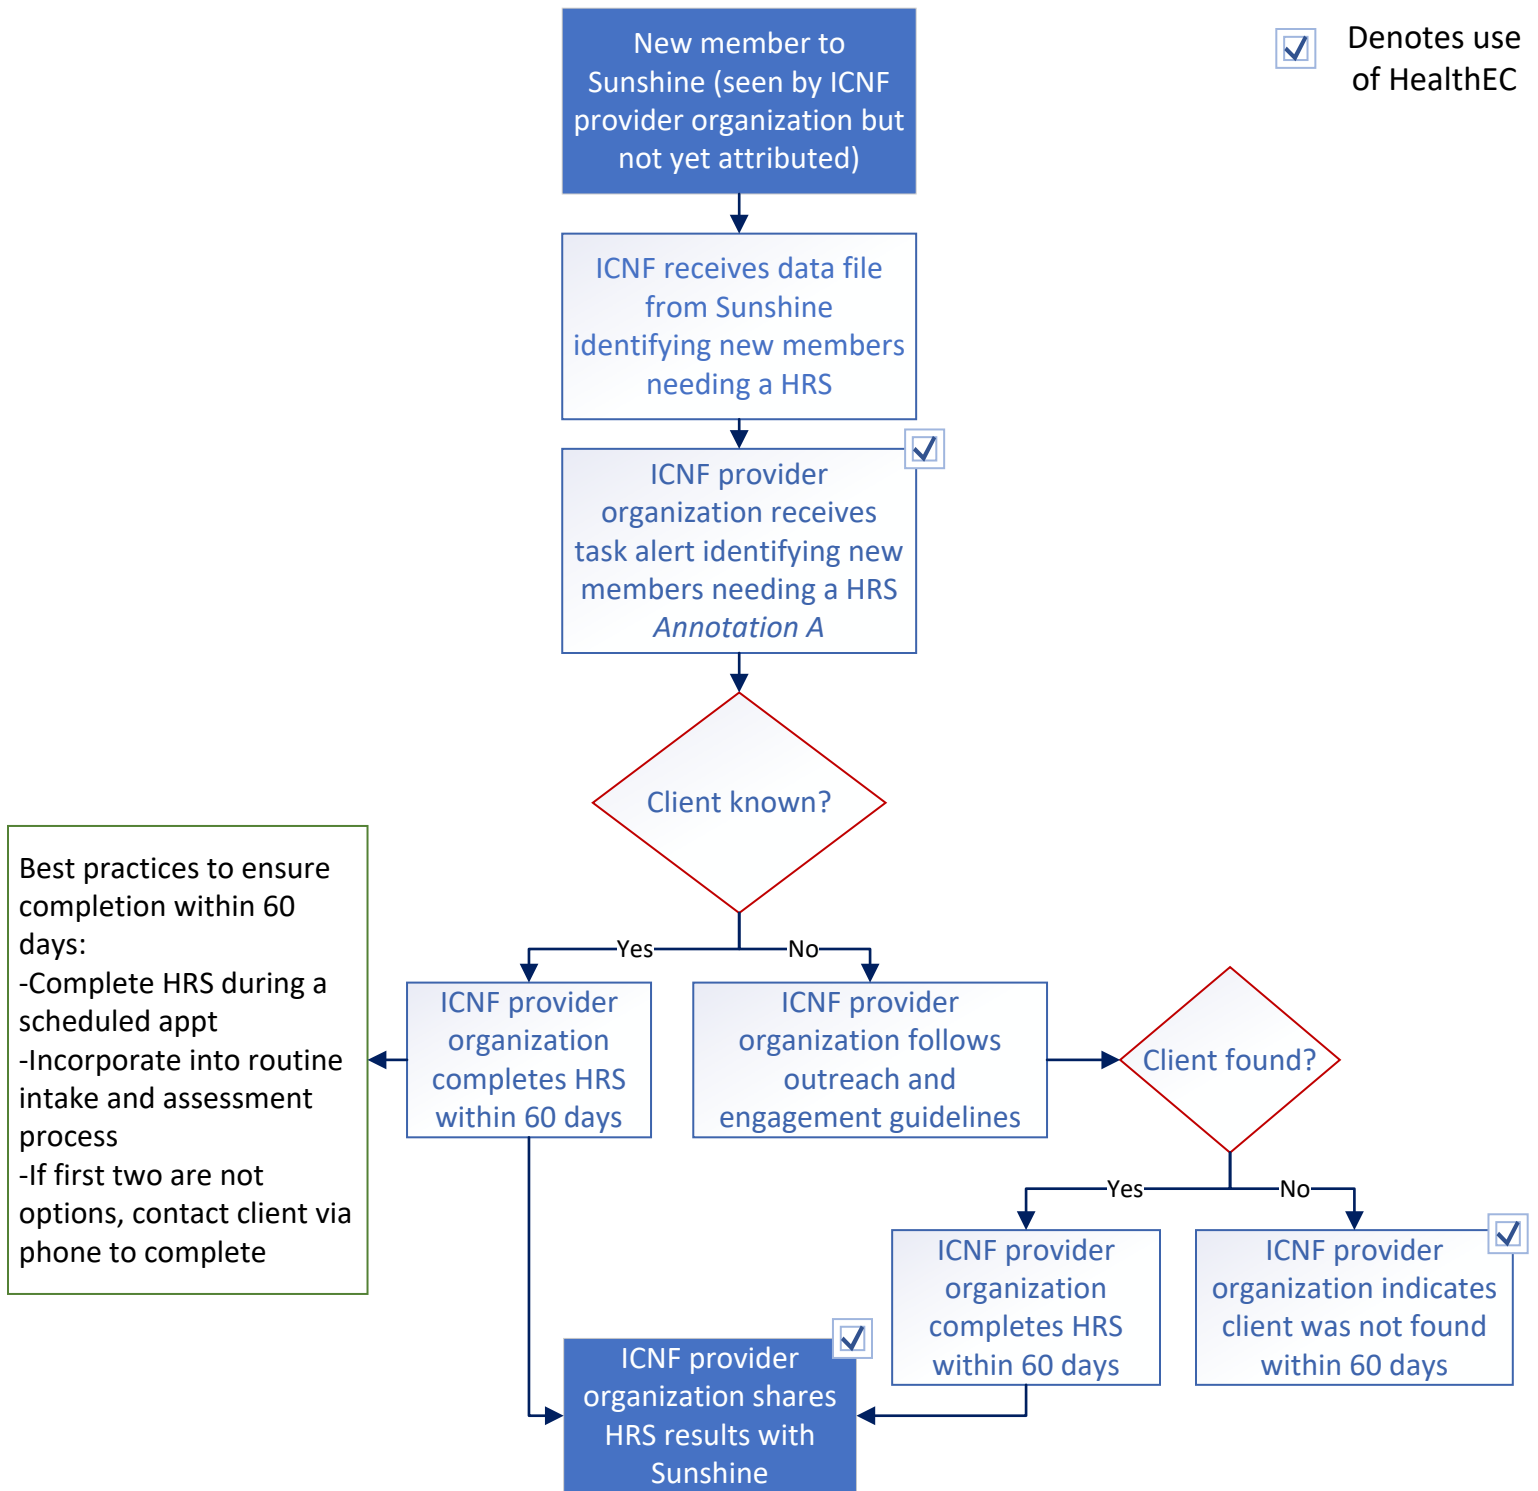 New member to
Sunshine (seen by ICNF
provider organization but
not yet attributed)
Denotes use
of HealthEC
ICNF receives data file
from Sunshine
identifying new members
needing a HRS
ICNF provider
organization receives
task alert identifying new
members needing a HRS
Annotation A
Client known?
Best practices to ensure
completion within 60
days:
-Complete HRS during a
scheduled appt
-Incorporate into routine
intake and assessment
process
-If first two are not
options, contact client via
phone to complete
Yes
No
ICNF provider
organization
completes HRS
within 60 days
ICNF provider
organization follows
outreach and
engagement guidelines
Client found?
Yes
No
ICNF provider
organization
completes HRS
within 60 days
ICNF provider
organization indicates
client was not found
within 60 days
ICNF provider
organization shares
HRS results with
Sunshine